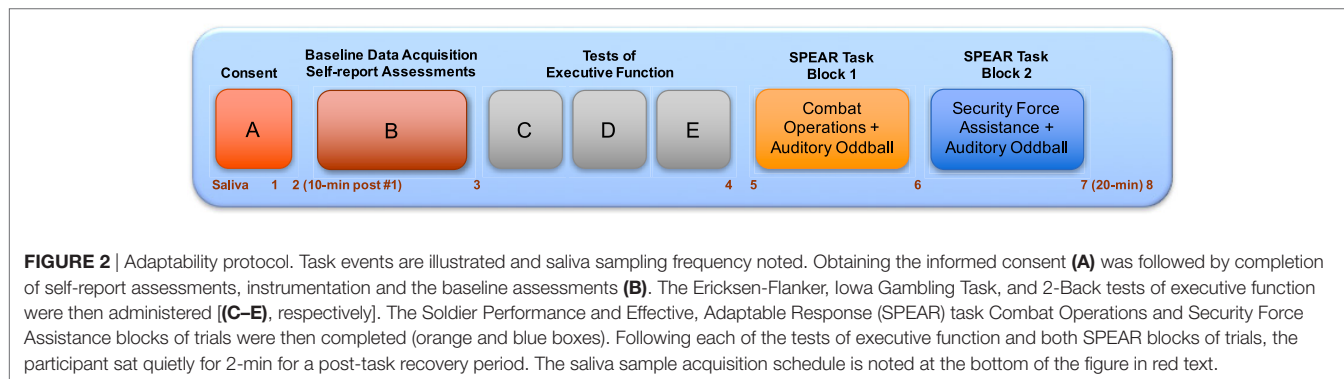 Consent
Baseline Data Acquisition
Self-report Assessments
Tests of
Executive Function
SPEAR Task
Block 1
SPEAR Task
Block 2
A
B
C
D
E
Combat
Operations +
Auditory Oddball
Security Force
Assistance +
Auditory Oddball
Saliva 1 2 (10-min post #1) 3 4 5 6 7 (20-min) 8
FIGURE 2 | Adaptability protocol. Task events are illustrated and saliva sampling frequency noted. Obtaining the informed consent (A) was followed by completion
of self-report assessments, instrumentation and the baseline assessments (B). The Ericksen-Flanker, Iowa Gambling Task, and 2-Back tests of executive function
were then administered [(C–E), respectively]. The Soldier Performance and Effective, Adaptable Response (SPEAR) task Combat Operations and Security Force
Assistance blocks of trials were then completed (orange and blue boxes). Following each of the tests of executive function and both SPEAR blocks of trials, the
participant sat quietly for 2-min for a post-task recovery period. The saliva sample acquisition schedule is noted at the bottom of the figure in red text.